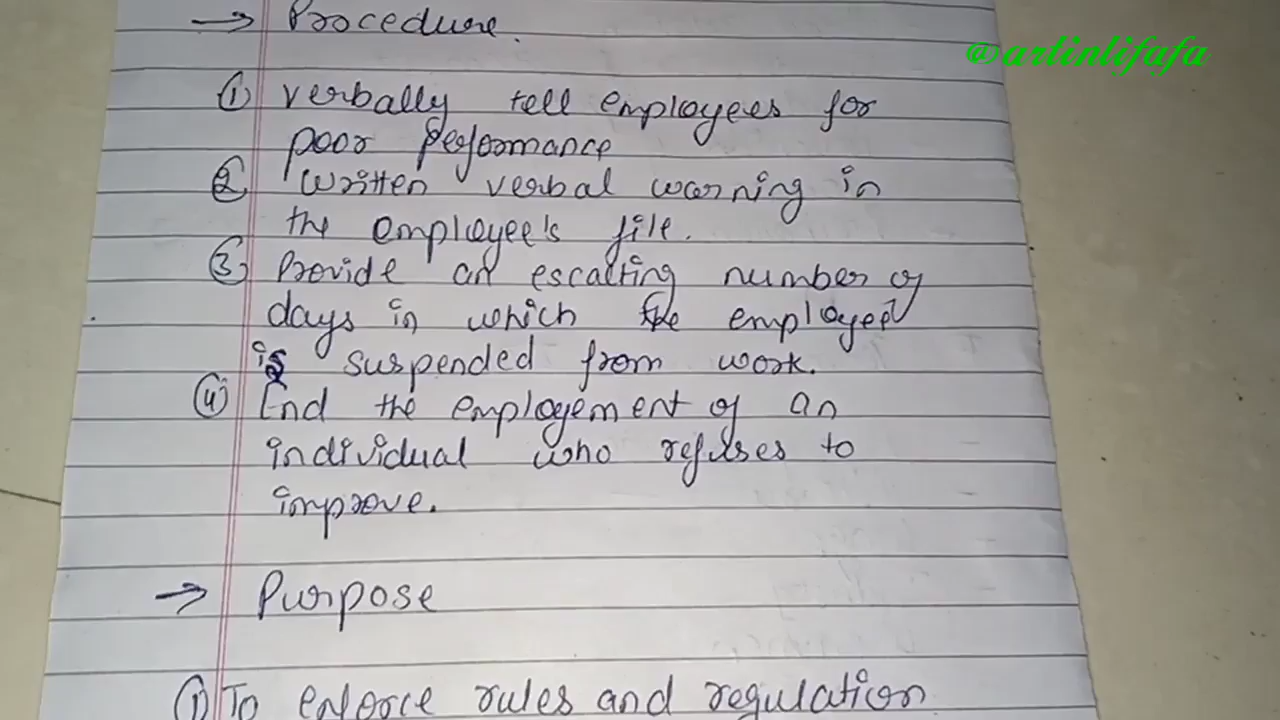 → Procedure.
@arlinlifafa
① Verbally tell employees for
poor performance
② Written verbal warning in
the employee's file.
③ Provide an escalting number of
days in which the employee
is suspended from work.
④ End the employement of an
individual who refuses to
improve.
→ Purpose
① To enforce rules and regulation